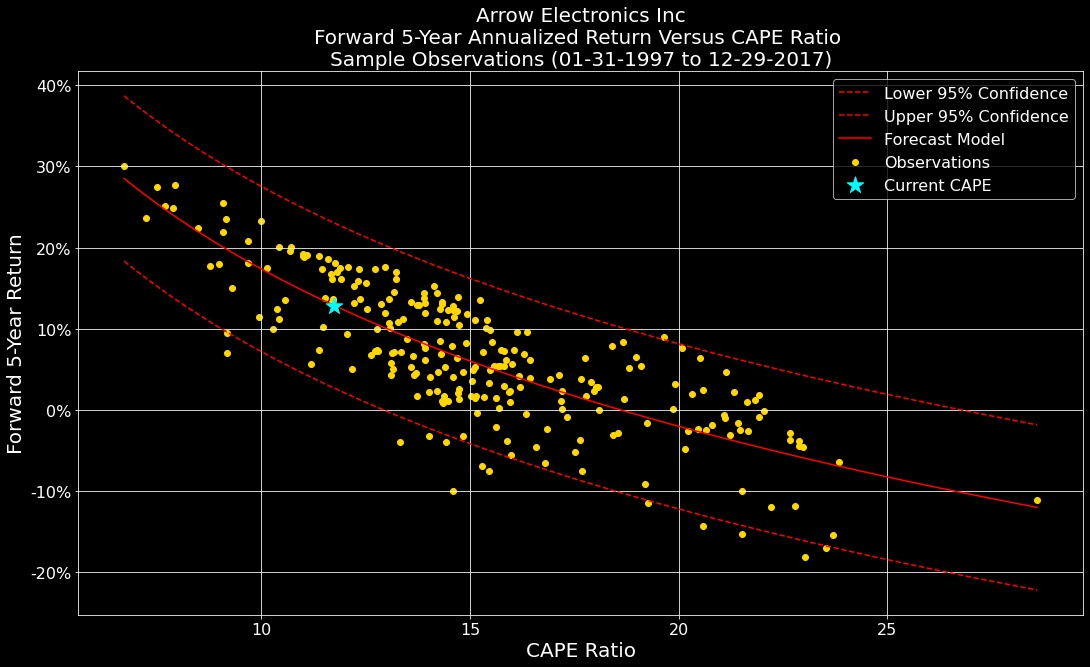 Arrow Electronics Inc
Forward 5-Year Annualized Return Versus CAPE Ratio
Sample Observations (01-31-1997 to 12-29-2017)
Lower 95% Confidence
Upper 95% Confidence
Forecast Model
Observations
Current CAPE
Forward 5-Year Return
40%
30%
20%
10%
0%
-10%
-20%
10
15
20
25
CAPE Ratio